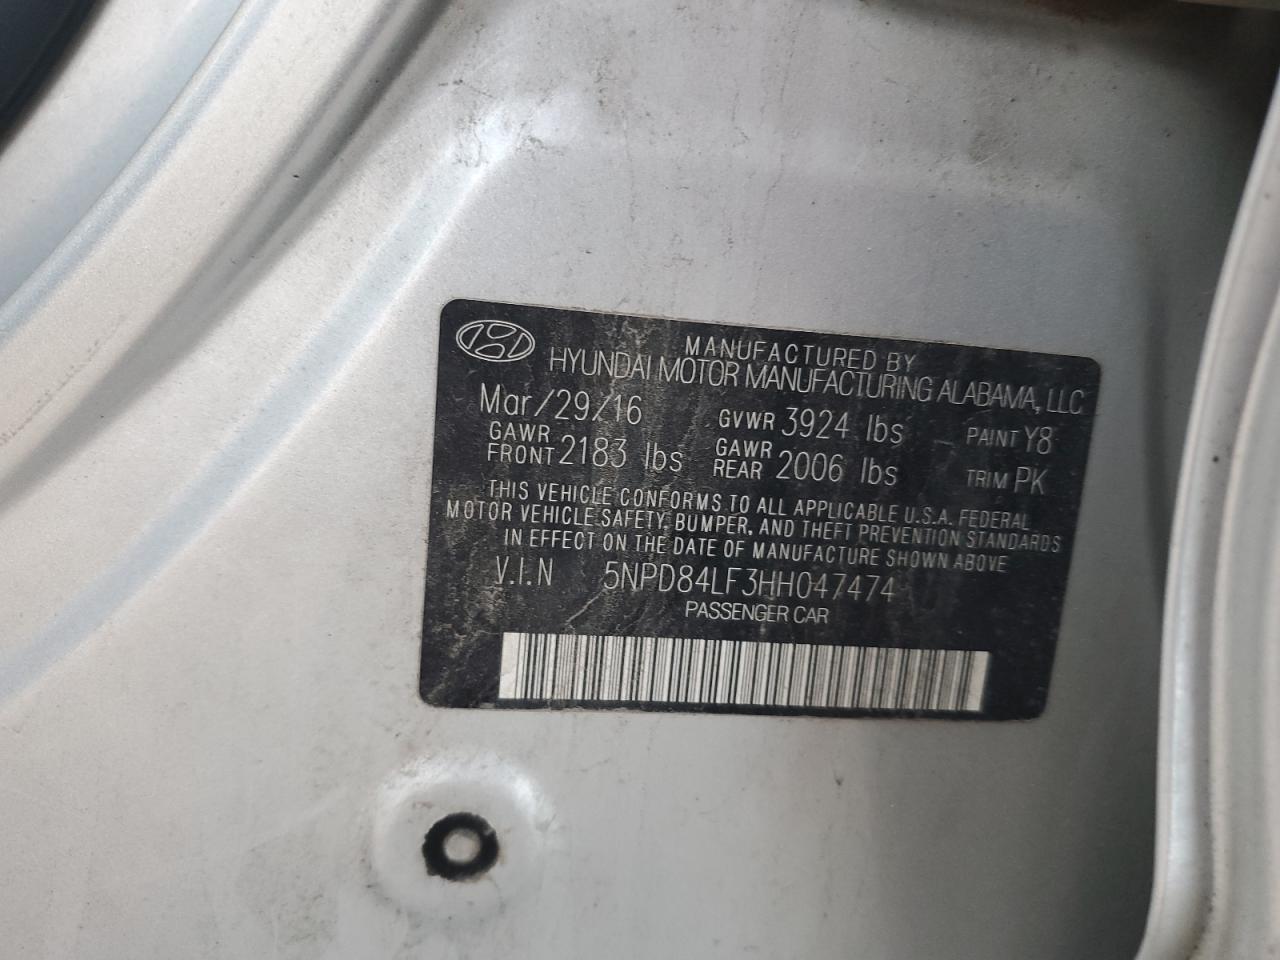 MANUFACTURED BY
HYUNDAI MOTOR MANUFACTURING ALABAMA, LLC
Mar/29/16 GVWR 3924 lbs PAINT Y8
GAWR FRONT 2183 lbs GAWR REAR 2006 lbs TRIM PK
THIS VEHICLE CONFORMS TO ALL APPLICABLE U.S.A. FEDERAL
MOTOR VEHICLE SAFETY, BUMPER, AND THEFT PREVENTION STANDARDS
IN EFFECT ON THE DATE OF MANUFACTURE SHOWN ABOVE
V.I.N 5NPD84LF3HH047474
PASSENGER CAR